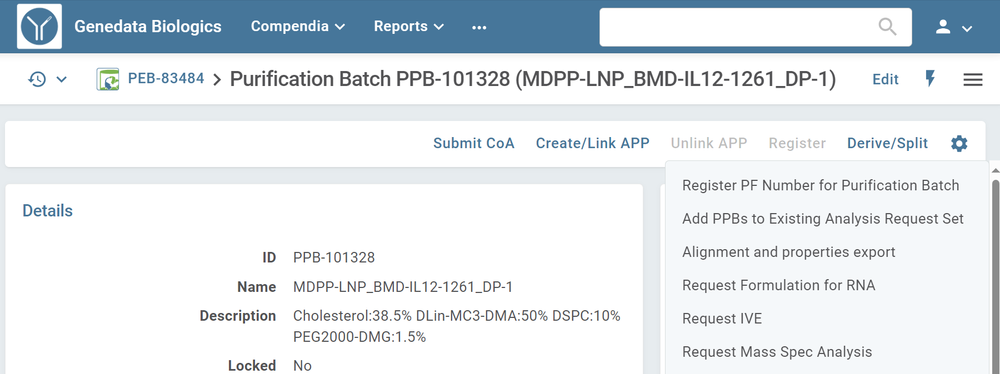 Genedata Biologics Compendia Reports ...
PEB-83484 > Purification Batch PPB-101328 (MDPP-LNP_BMD-IL12-1261_DP-1) Edit
Submit CoA Create/Link APP Unlink APP Register Derive/Split
Register PF Number for Purification Batch
Add PPBs to Existing Analysis Request Set
Alignment and properties export
Request Formulation for RNA
Request IVE
Request Mass Spec Analysis
Details
ID PPB-101328
Name MDPP-LNP_BMD-IL12-1261_DP-1
Description Cholesterol:38.5% DLin-MC3-DMA:50% DSPC:10%
PEG2000-DMG:1.5%
Locked No